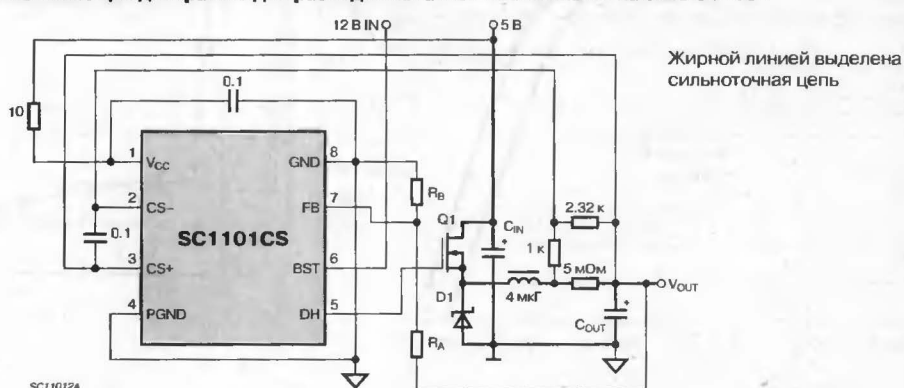 12 В IN
5 В
Жирной линией выделена
сильноточная цепь
0.1
10
1
VCC
GND
8
RB
2
CS–
FB
7
Q1
CIN
2.32 к
0.1
SC1101CS
1 к
3
CS+
BST
6
5 мОм
VOUT
4
PGND
DH
5
D1
4 мкГ
COUT
RA
SC11012A